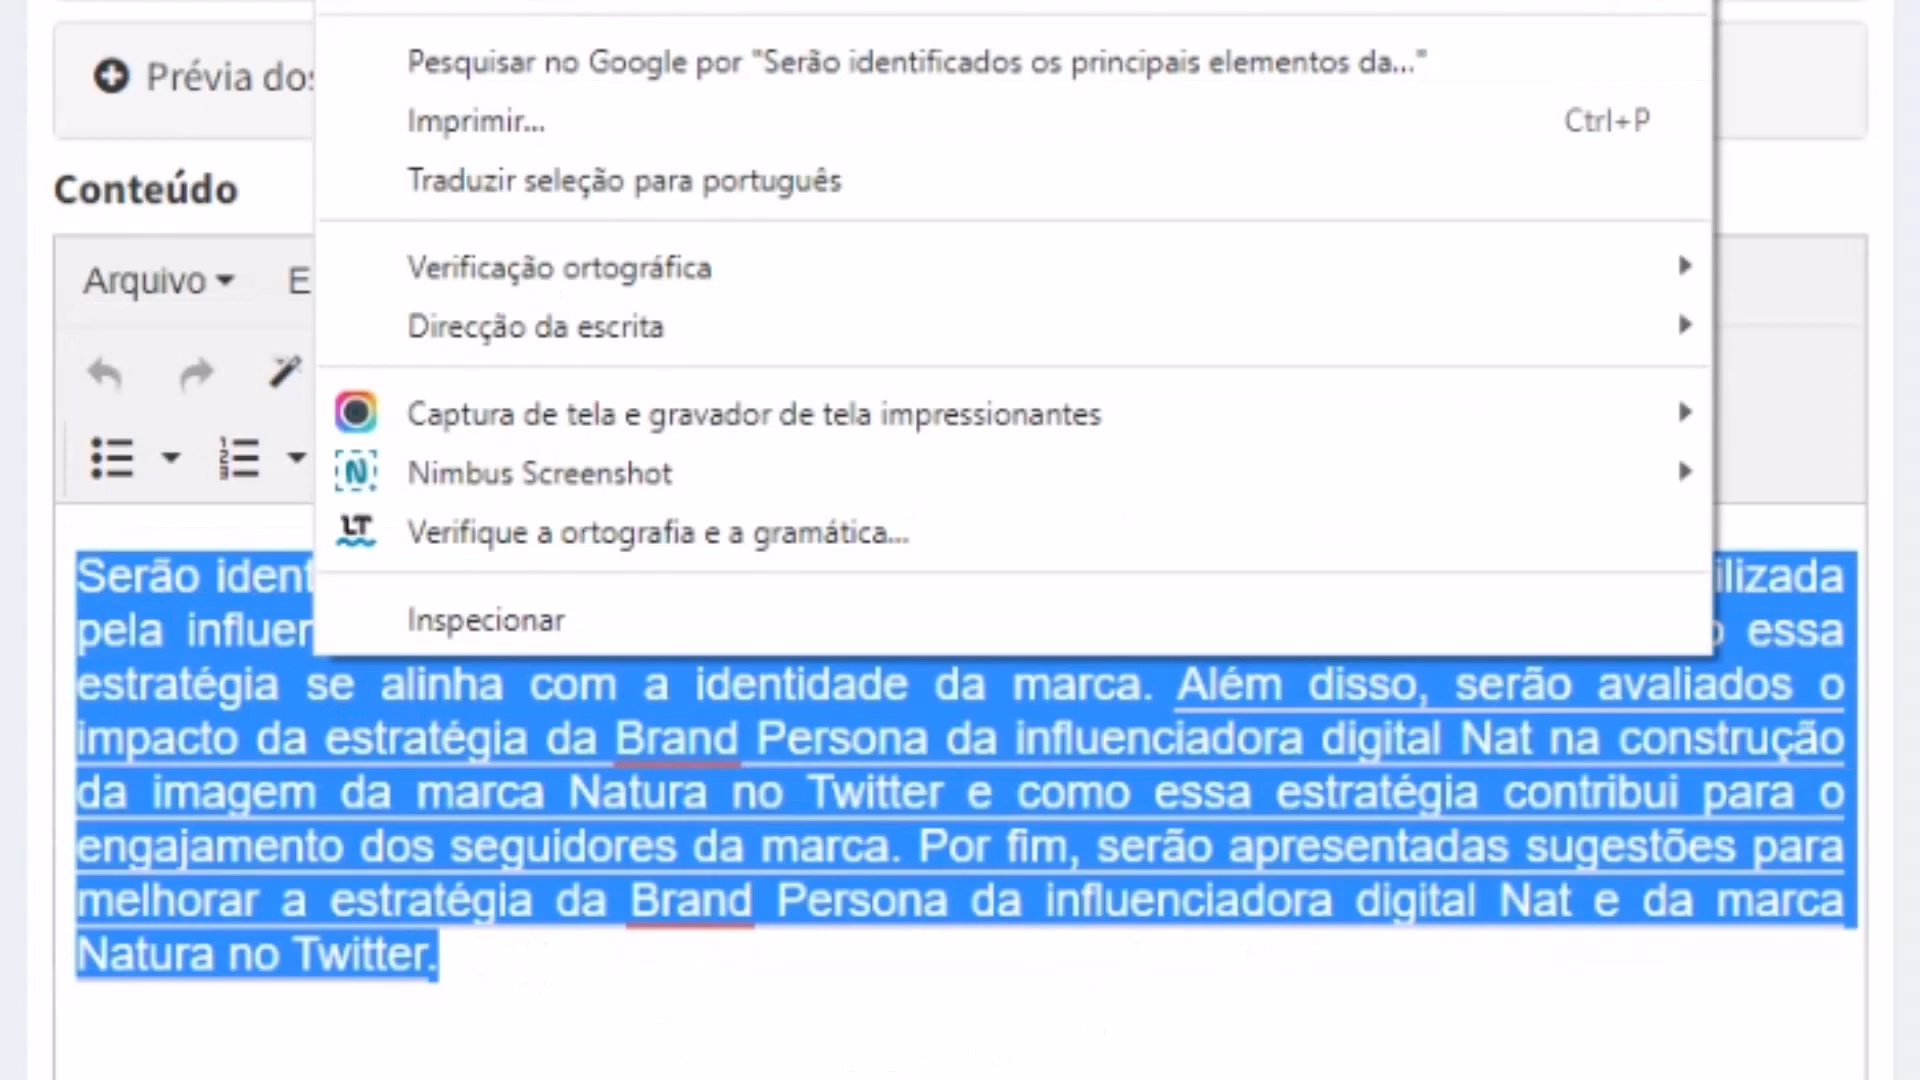 Prévia dos
Pesquisar no Google por "Serão identificados os principais elementos da..."
Imprimir... Ctrl+P
Traduzir seleção para português
Conteúdo
Verificação ortográfica
Arquivo E
Direcção da escrita
Captura de tela e gravador de tela impressionantes
Nimbus Screenshot
LT Verifique a ortografia e a gramática...
Inspecionar
Serão ident ilizada
pela influen essa
estratégia se alinha com a identidade da marca. Além disso, serão avaliados o
impacto da estratégia da Brand Persona da influenciadora digital Nat na construção
da imagem da marca Natura no Twitter e como essa estratégia contribui para o
engajamento dos seguidores da marca. Por fim, serão apresentadas sugestões para
melhorar a estratégia da Brand Persona da influenciadora digital Nat e da marca
Natura no Twitter.